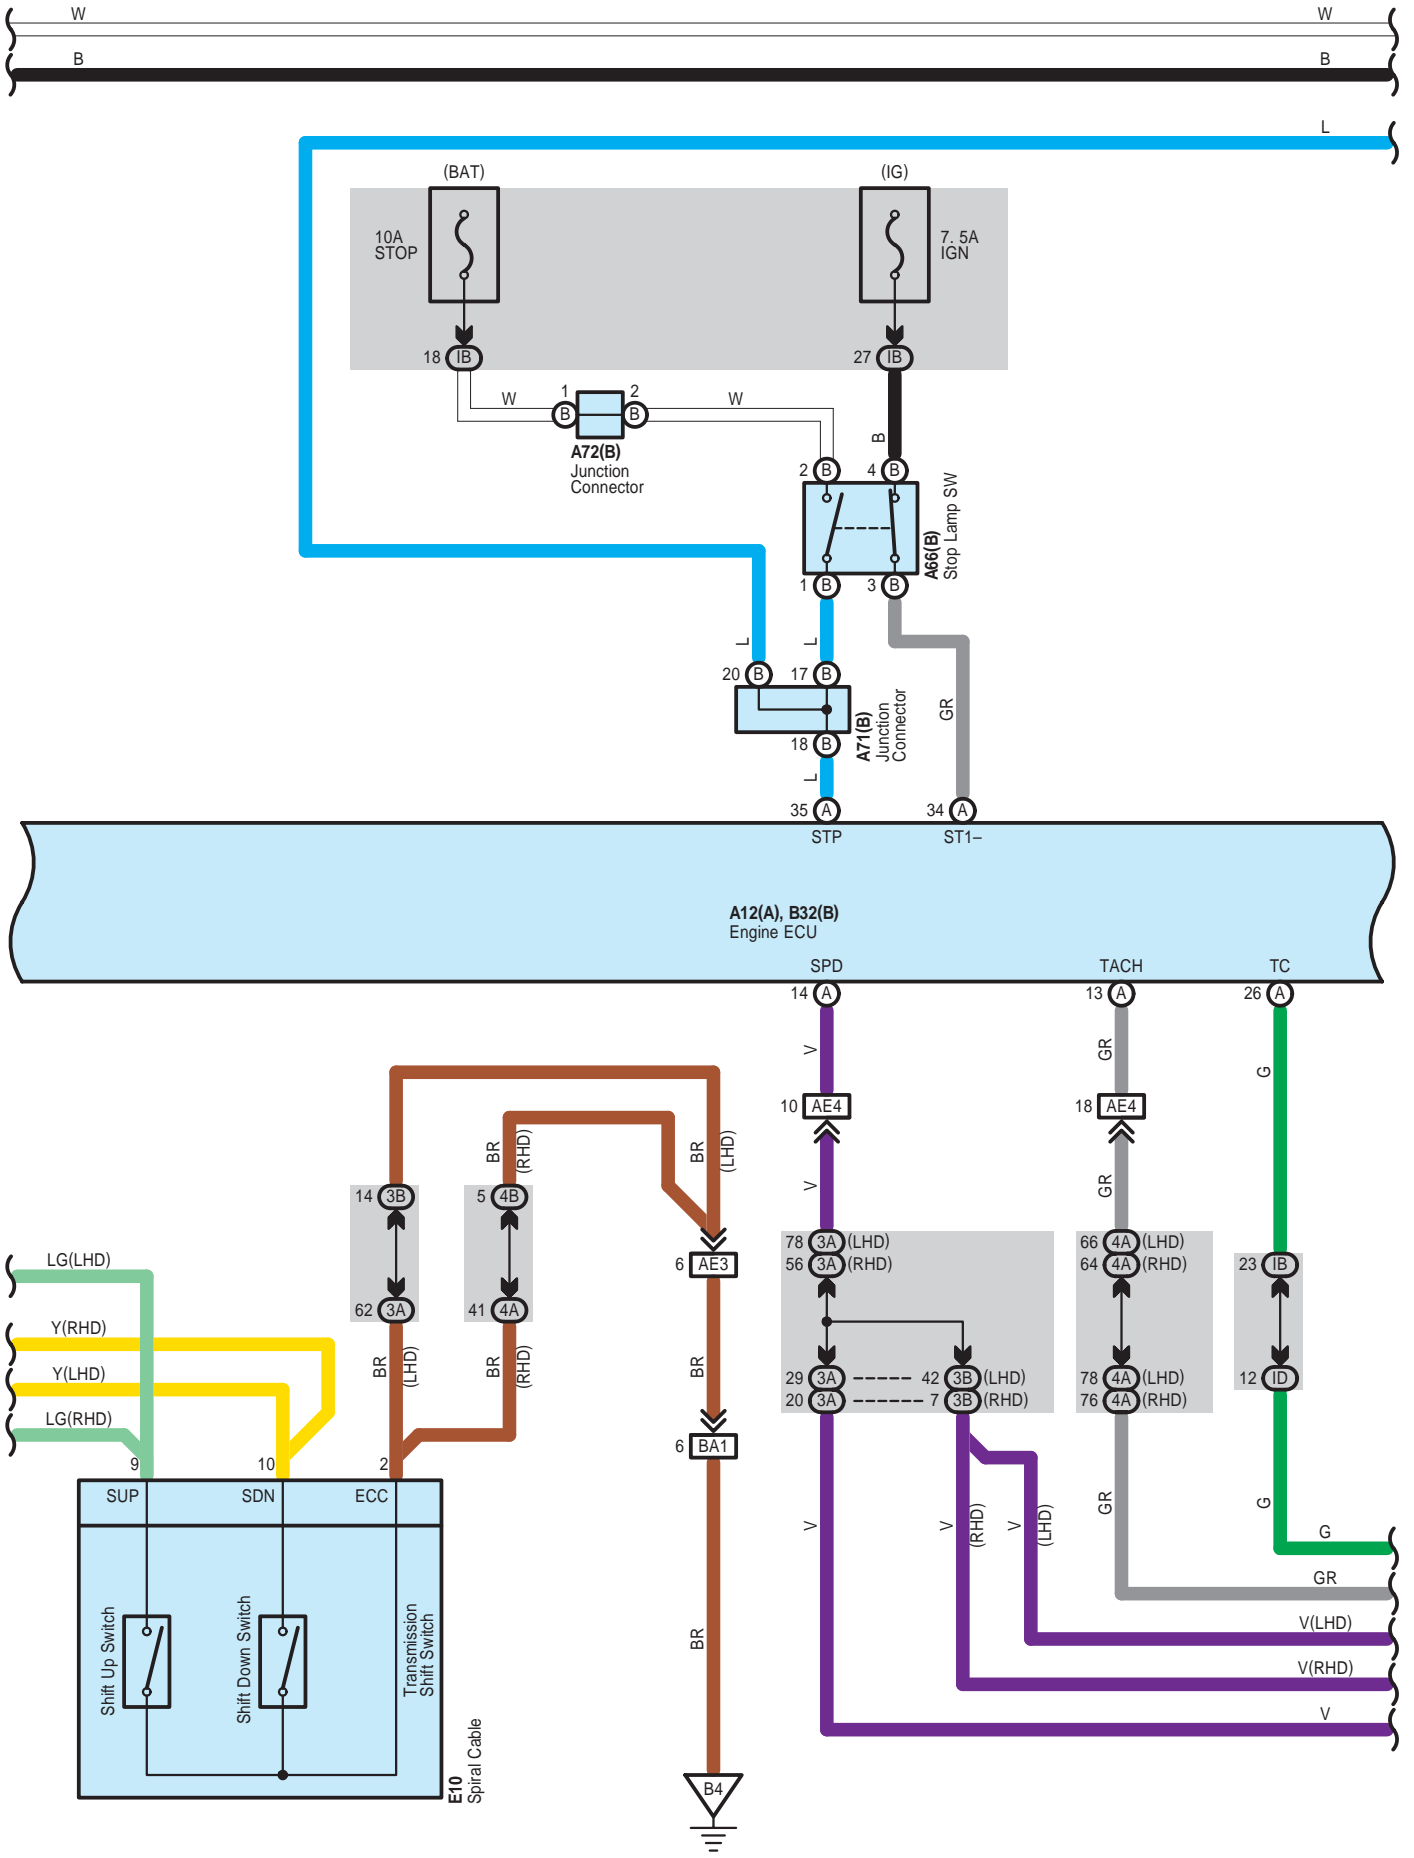 W W
B B
L
(BAT) (IG)
10A
STOP
7. 5A
IGN
18 IB
27 IB
W
1 B
2 B
W
B
A72(B)
Junction
Connector
2 B
4 B
A66(B)
Stop Lamp SW
1 B
3 B
L
L
20 B
17 B
GR
A71(B)
Junction
Connector
18 B
L
35 A
34 A
STP
ST1–
A12(A), B32(B)
Engine ECU
SPD
TACH
TC
14 A
13 A
26 A
V
GR
G
10 AE4
18 AE4
BR
(RHD)
BR
(LHD)
V
GR
14 3B
5 4B
78 3A (LHD)
56 3A (RHD)
66 4A (LHD)
64 4A (RHD)
LG(LHD)
6 AE3
23 IB
62 3A
41 4A
Y(RHD)
BR
(LHD)
BR
(RHD)
BR
Y(LHD)
29 3A
42 3B (LHD)
20 3A
7 3B (RHD)
78 4A (LHD)
76 4A (RHD)
12 ID
LG(RHD)
6 BA1
9
10
2
SUP
SDN
ECC
V
V
(RHD)
V
(LHD)
GR
G
G
GR
V(LHD)
V(RHD)
V
Shift Up Switch
Shift Down Switch
Transmission
Shift Switch
BR
E10
Spiral Cable
B4